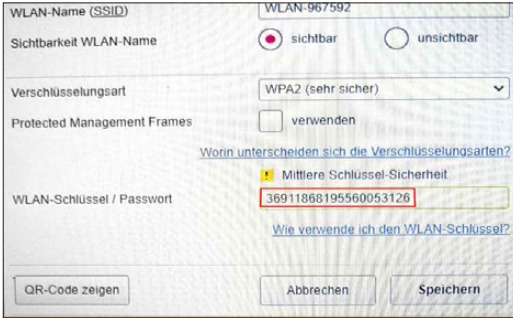 WLAN-Name (SSID) WLAN-967592
Sichtbarkeit WLAN-Name sichtbar unsichtbar
Verschlüsselungsart WPA2 (sehr sicher)
Protected Management Frames verwenden
Worin unterscheiden sich die Verschlüsselungsarten?
! Mittlere Schlüssel-Sicherheit
WLAN-Schlüssel / Passwort 36911868195560053126
Wie verwende ich den WLAN-Schlüssel?
QR-Code zeigen Abbrechen Speichern